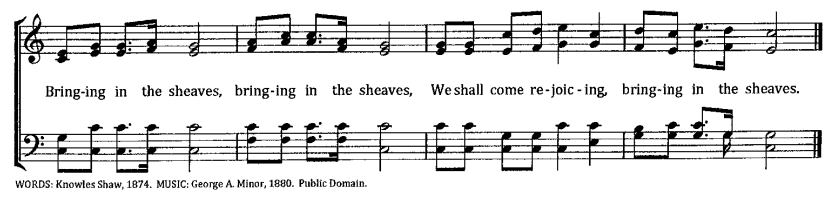 Bring-ing in the sheaves, bring-ing in the sheaves, We shall come re-joic-ing, bring-ing in the sheaves.
WORDS: Knowles Shaw, 1874. MUSIC: George A. Minor, 1880. Public Domain.